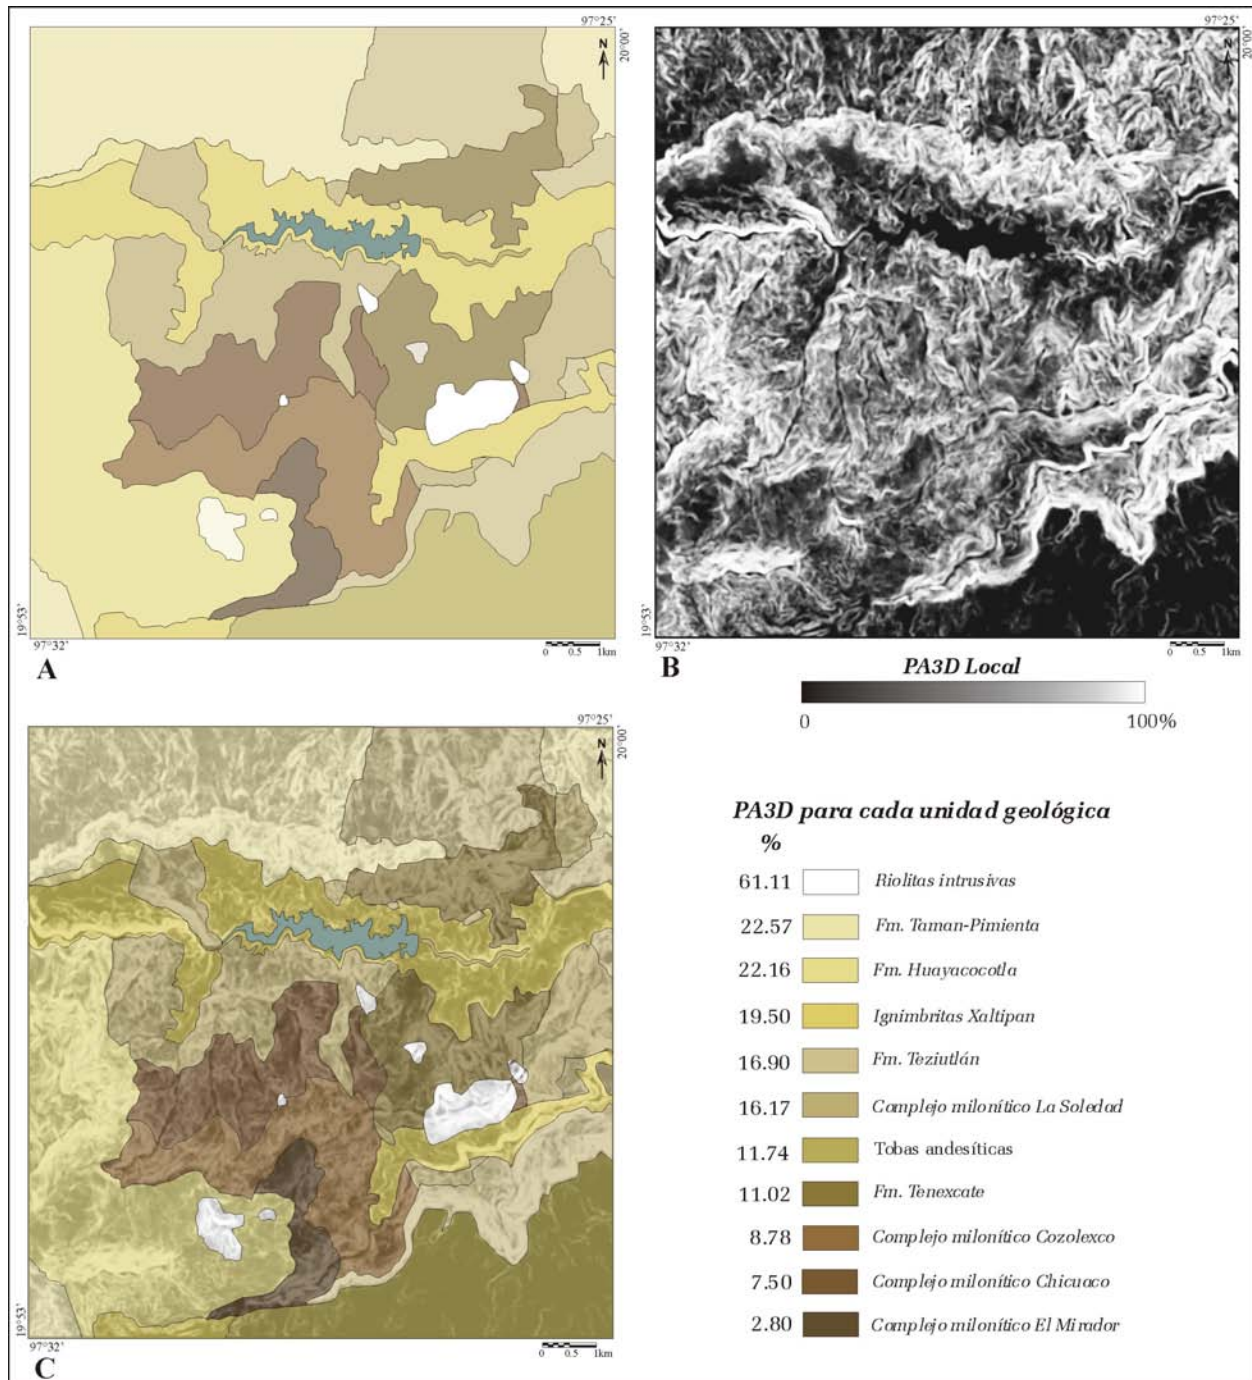 97°25'
N
20°00'
19°53'
97°32'
0 0.5 1km
A
97°25'
N
20°00'
19°53'
97°32'
0 0.5 1km
B
PA3D Local
0 100%
97°25'
N
20°00'
19°53'
97°32'
0 0.5 1km
C
PA3D para cada unidad geológica
%
61.11 Riolitas intrusivas
22.57 Fm. Taman-Pimienta
22.16 Fm. Huayacocotla
19.50 Ignimbritas Xaltipan
16.90 Fm. Teziutlán
16.17 Complejo milonítico La Soledad
11.74 Tobas andesíticas
11.02 Fm. Tenexcate
8.78 Complejo milonítico Cozolexco
7.50 Complejo milonítico Chicuaco
2.80 Complejo milonítico El Mirador